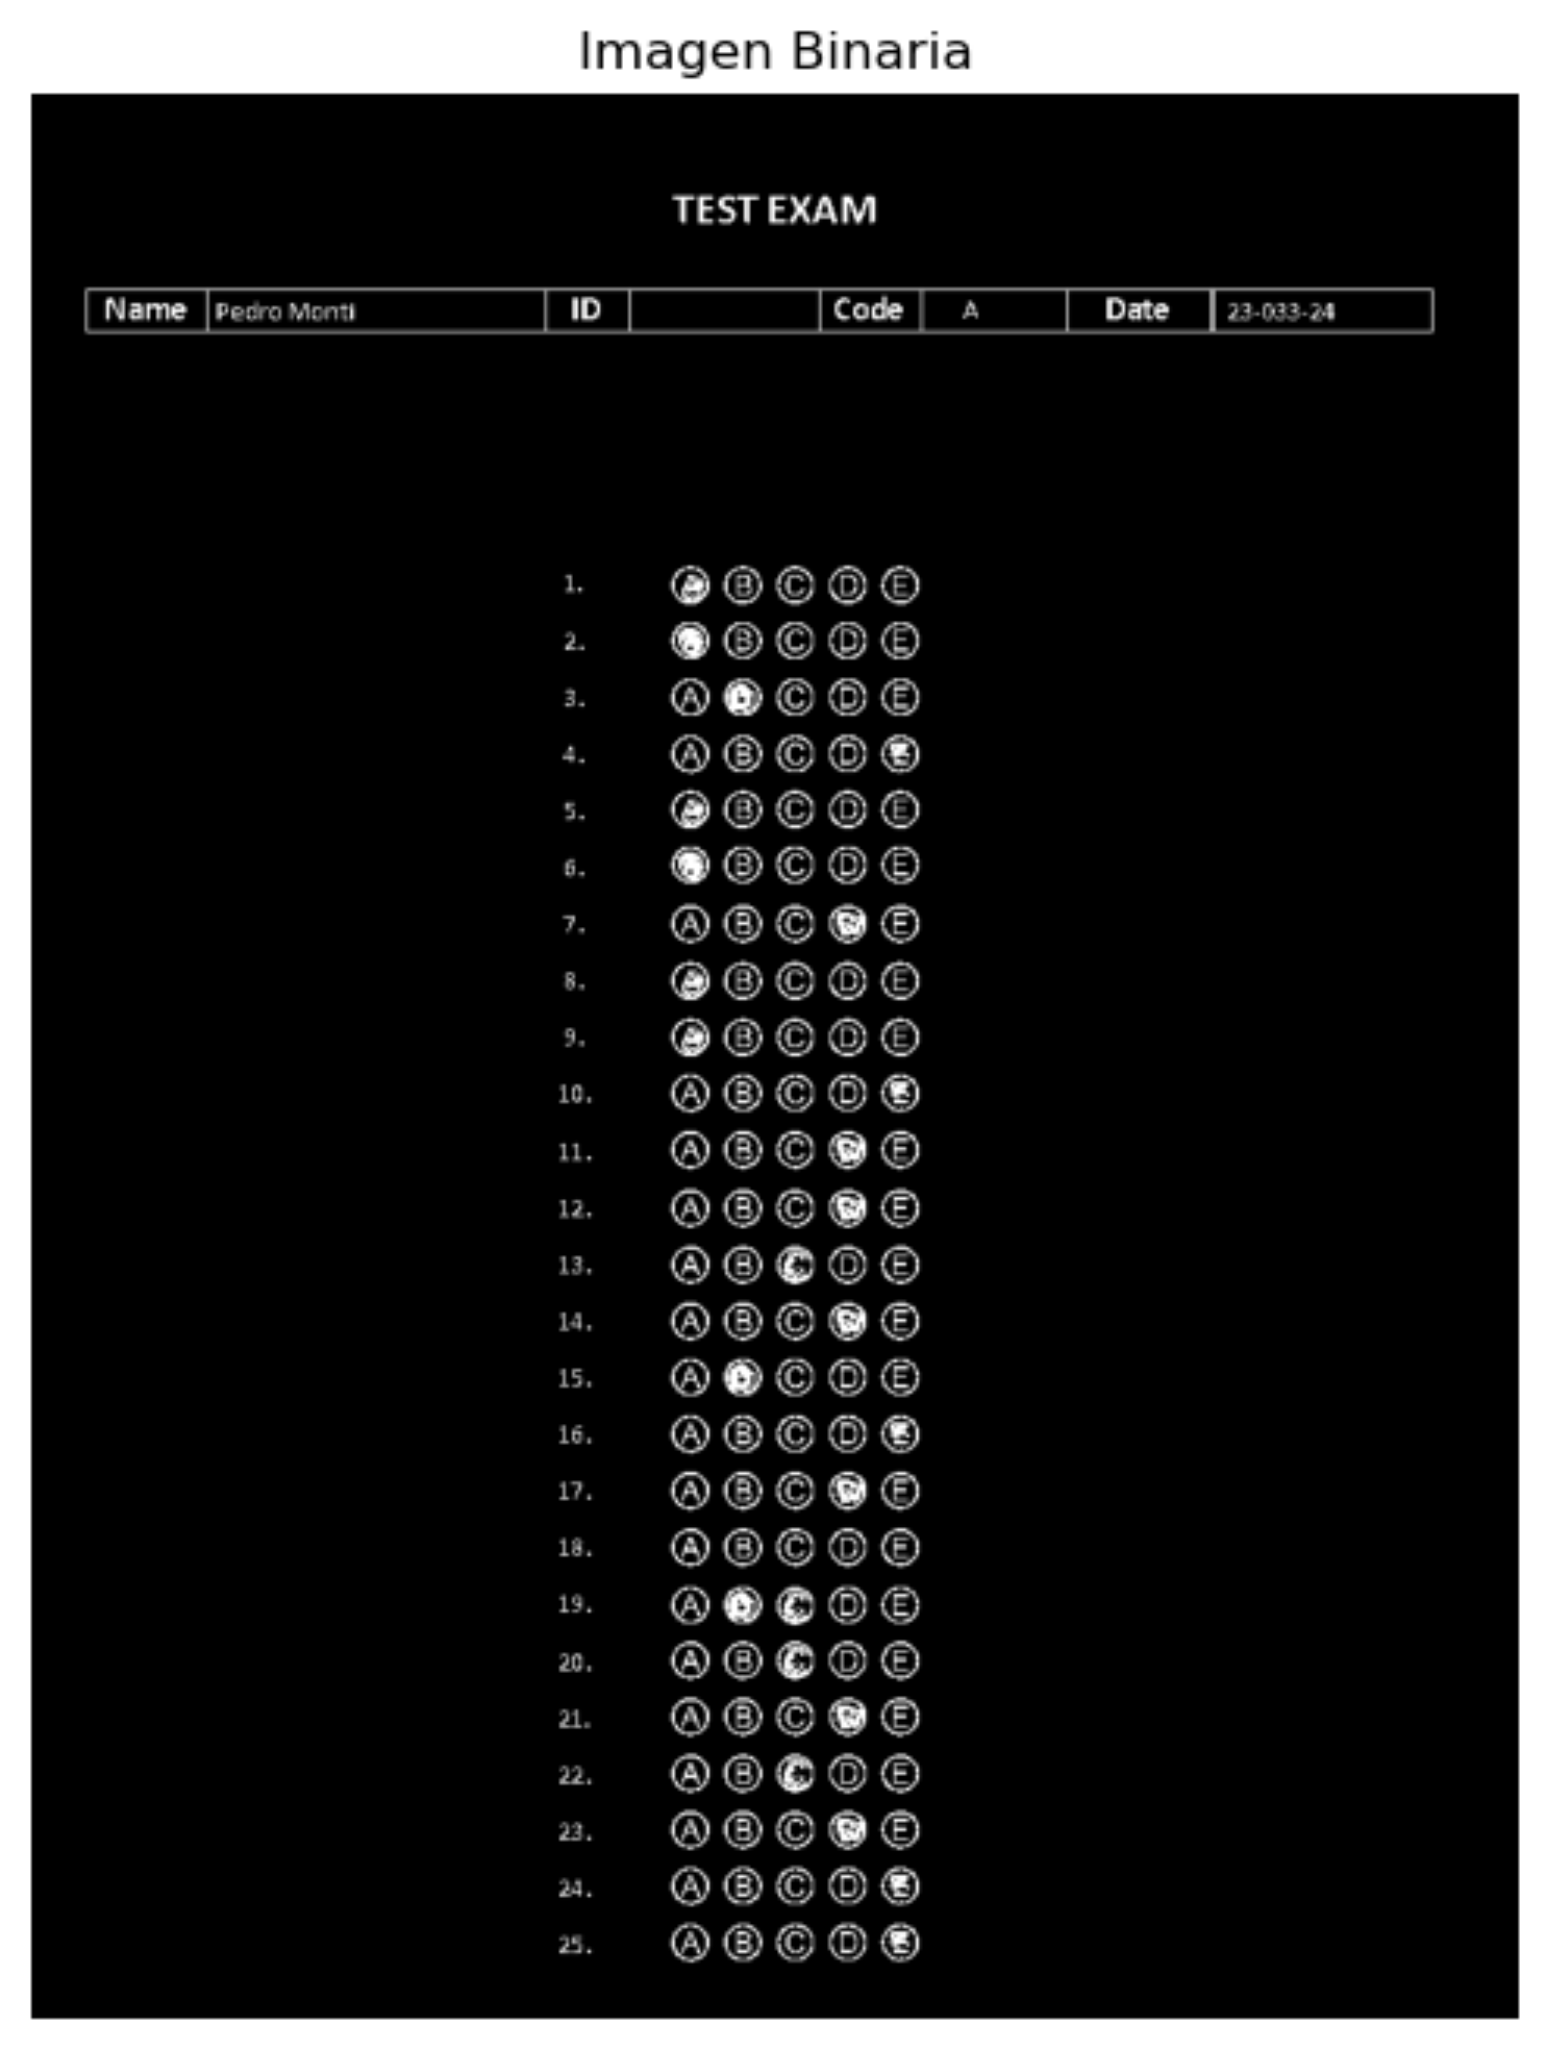 Imagen Binaria
TEST EXAM
Name Pedro Monti ID Code A Date 23-033-24
1. B C D E
2. B C D E
3. A C D E
4. A B C D
5. B C D E
6. B C D E
7. A B C E
8. B C D E
9. B C D E
10. A B C D
11. A B C E
12. A B C E
13. A B D E
14. A B C E
15. A C D E
16. A B C D
17. A B C E
18. A B C D E
19. A D E
20. A B D E
21. A B C E
22. A B D E
23. A B C E
24. A B C D
25. A B C D